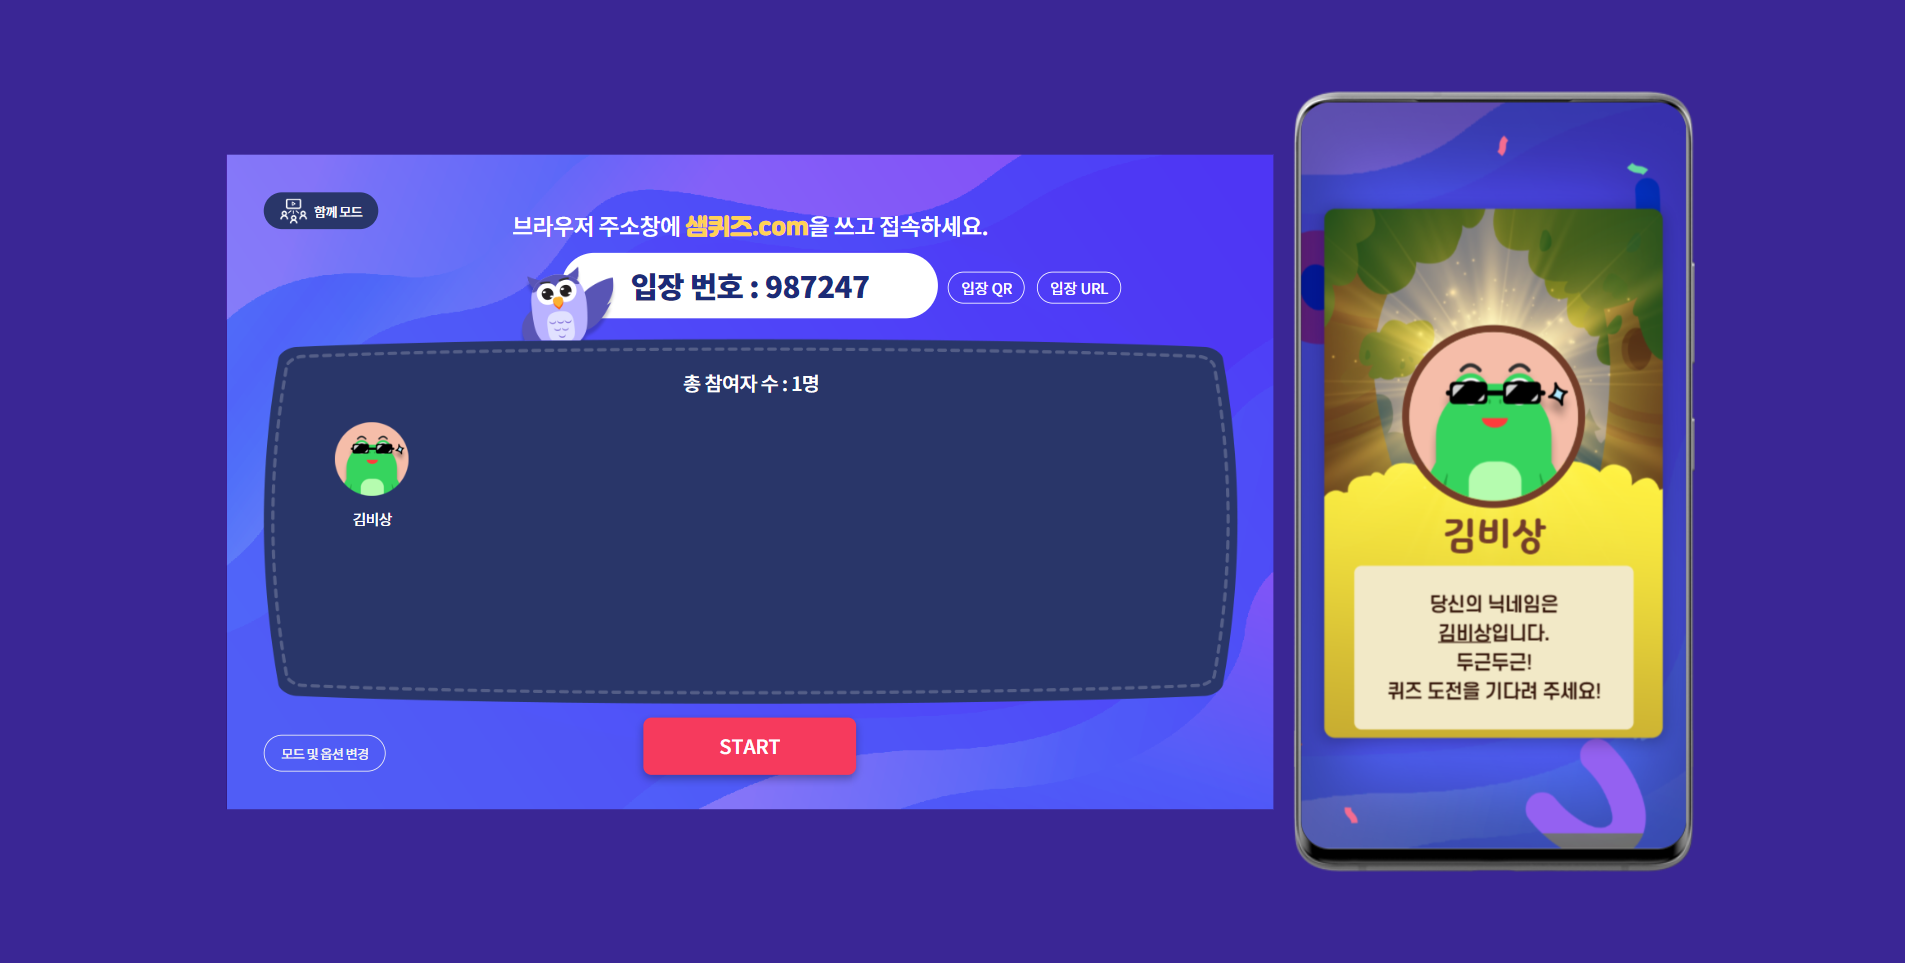 함께 모드
브라우저 주소창에 쌤퀴즈.com을 쓰고 접속하세요.
입장 번호 : 987247
입장 QR
입장 URL
총 참여자 수 : 1명
김비상
START
모드 및 옵션 변경
김비상
당신의 닉네임은
김비상입니다.
두근두근!
퀴즈 도전을 기다려 주세요!